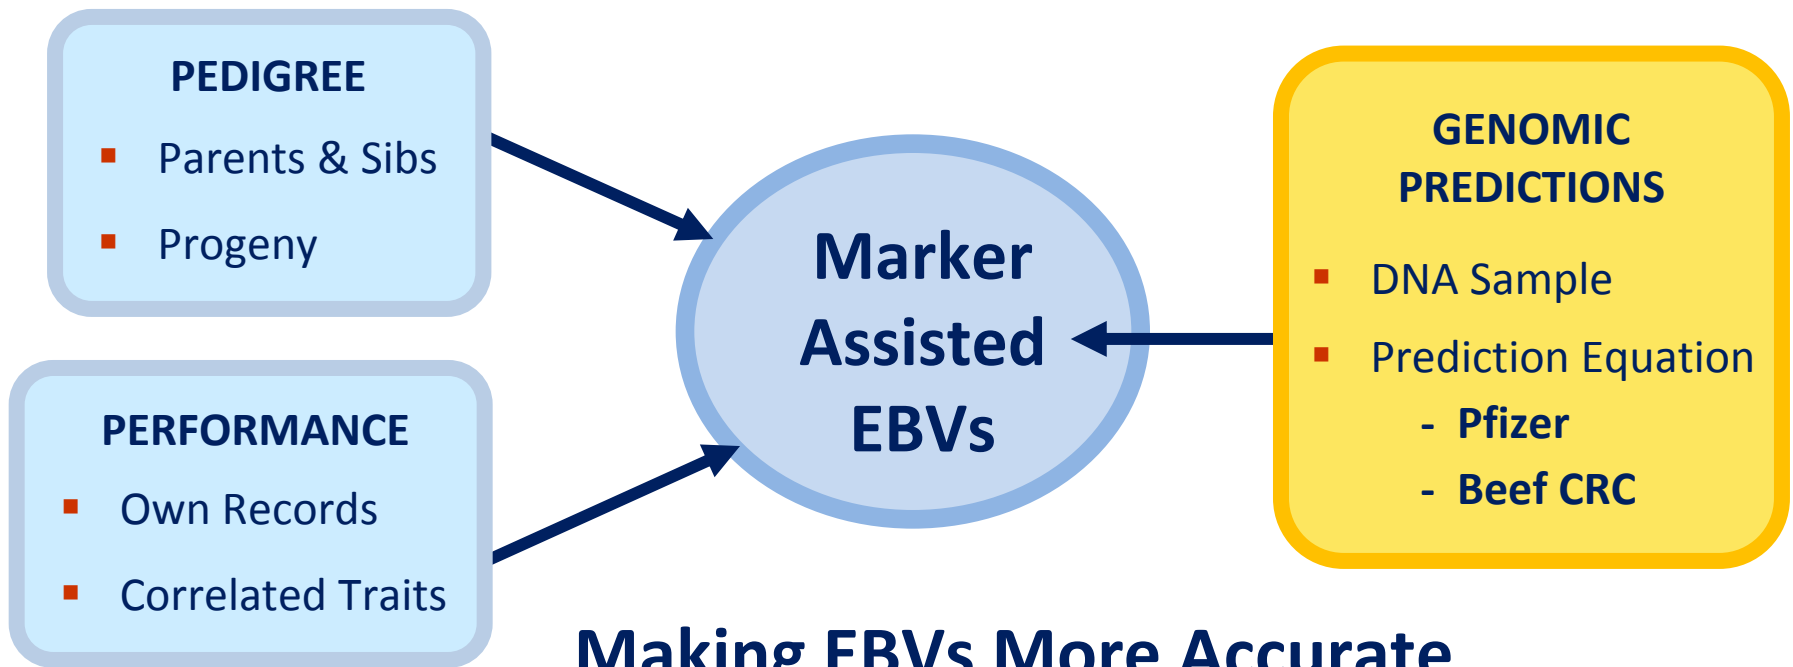 PEDIGREE
▪ Parents & Sibs
▪ Progeny
PERFORMANCE
▪ Own Records
▪ Correlated Traits
Marker
Assisted
EBVs
GENOMIC
PREDICTIONS
▪ DNA Sample
▪ Prediction Equation
- Pfizer
- Beef CRC
Making EBVs More Accurate